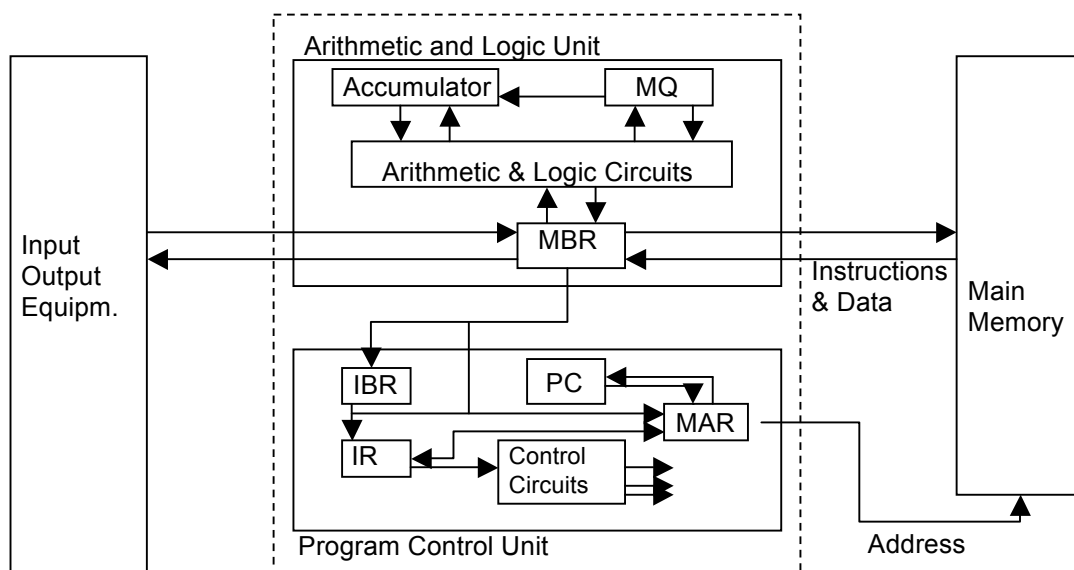 Arithmetic and Logic Unit
Accumulator
MQ
Arithmetic & Logic Circuits
MBR
Input
Output
Equipm.
Instructions
& Data
Main
Memory
IBR
PC
MAR
IR
Control
Circuits
Program Control Unit
Address